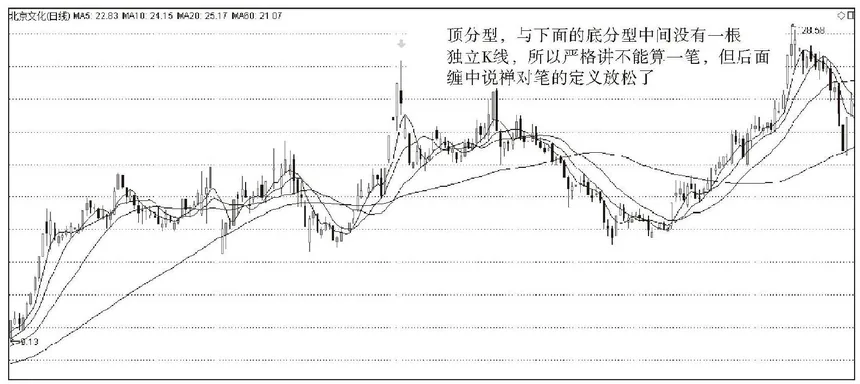 北京文化(日线) MA5: 22.83 MA10: 24.15 MA20: 25.17 MA60: 21.07
28.58
顶分型，与下面的底分型中间没有一根
独立K线，所以严格讲不能算一笔，但后面
缠中说禅对笔的定义放松了
9.13